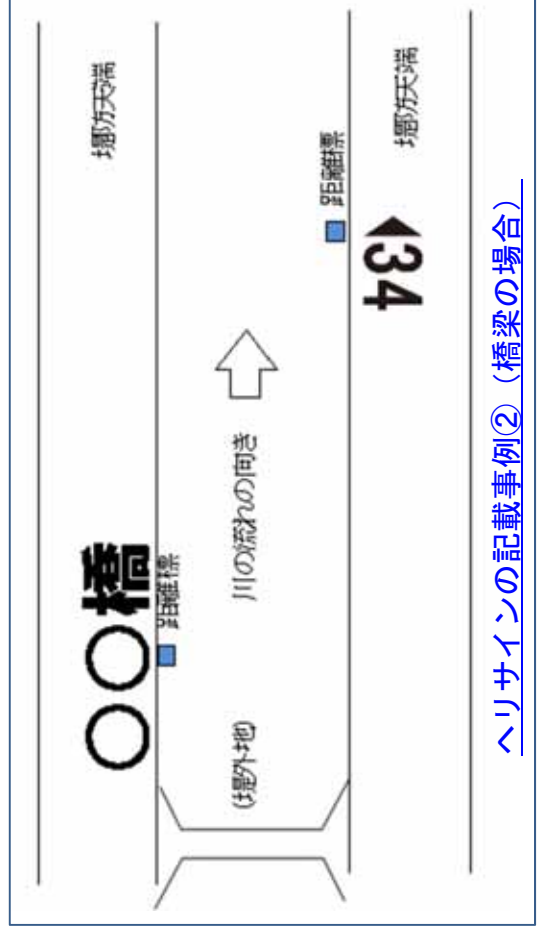 堤防天端
○○橋
距離標
(堤外地)
川の流れの向き
距離標
◀34
堤防天端
ヘリサインの記載事例②（橋梁の場合）